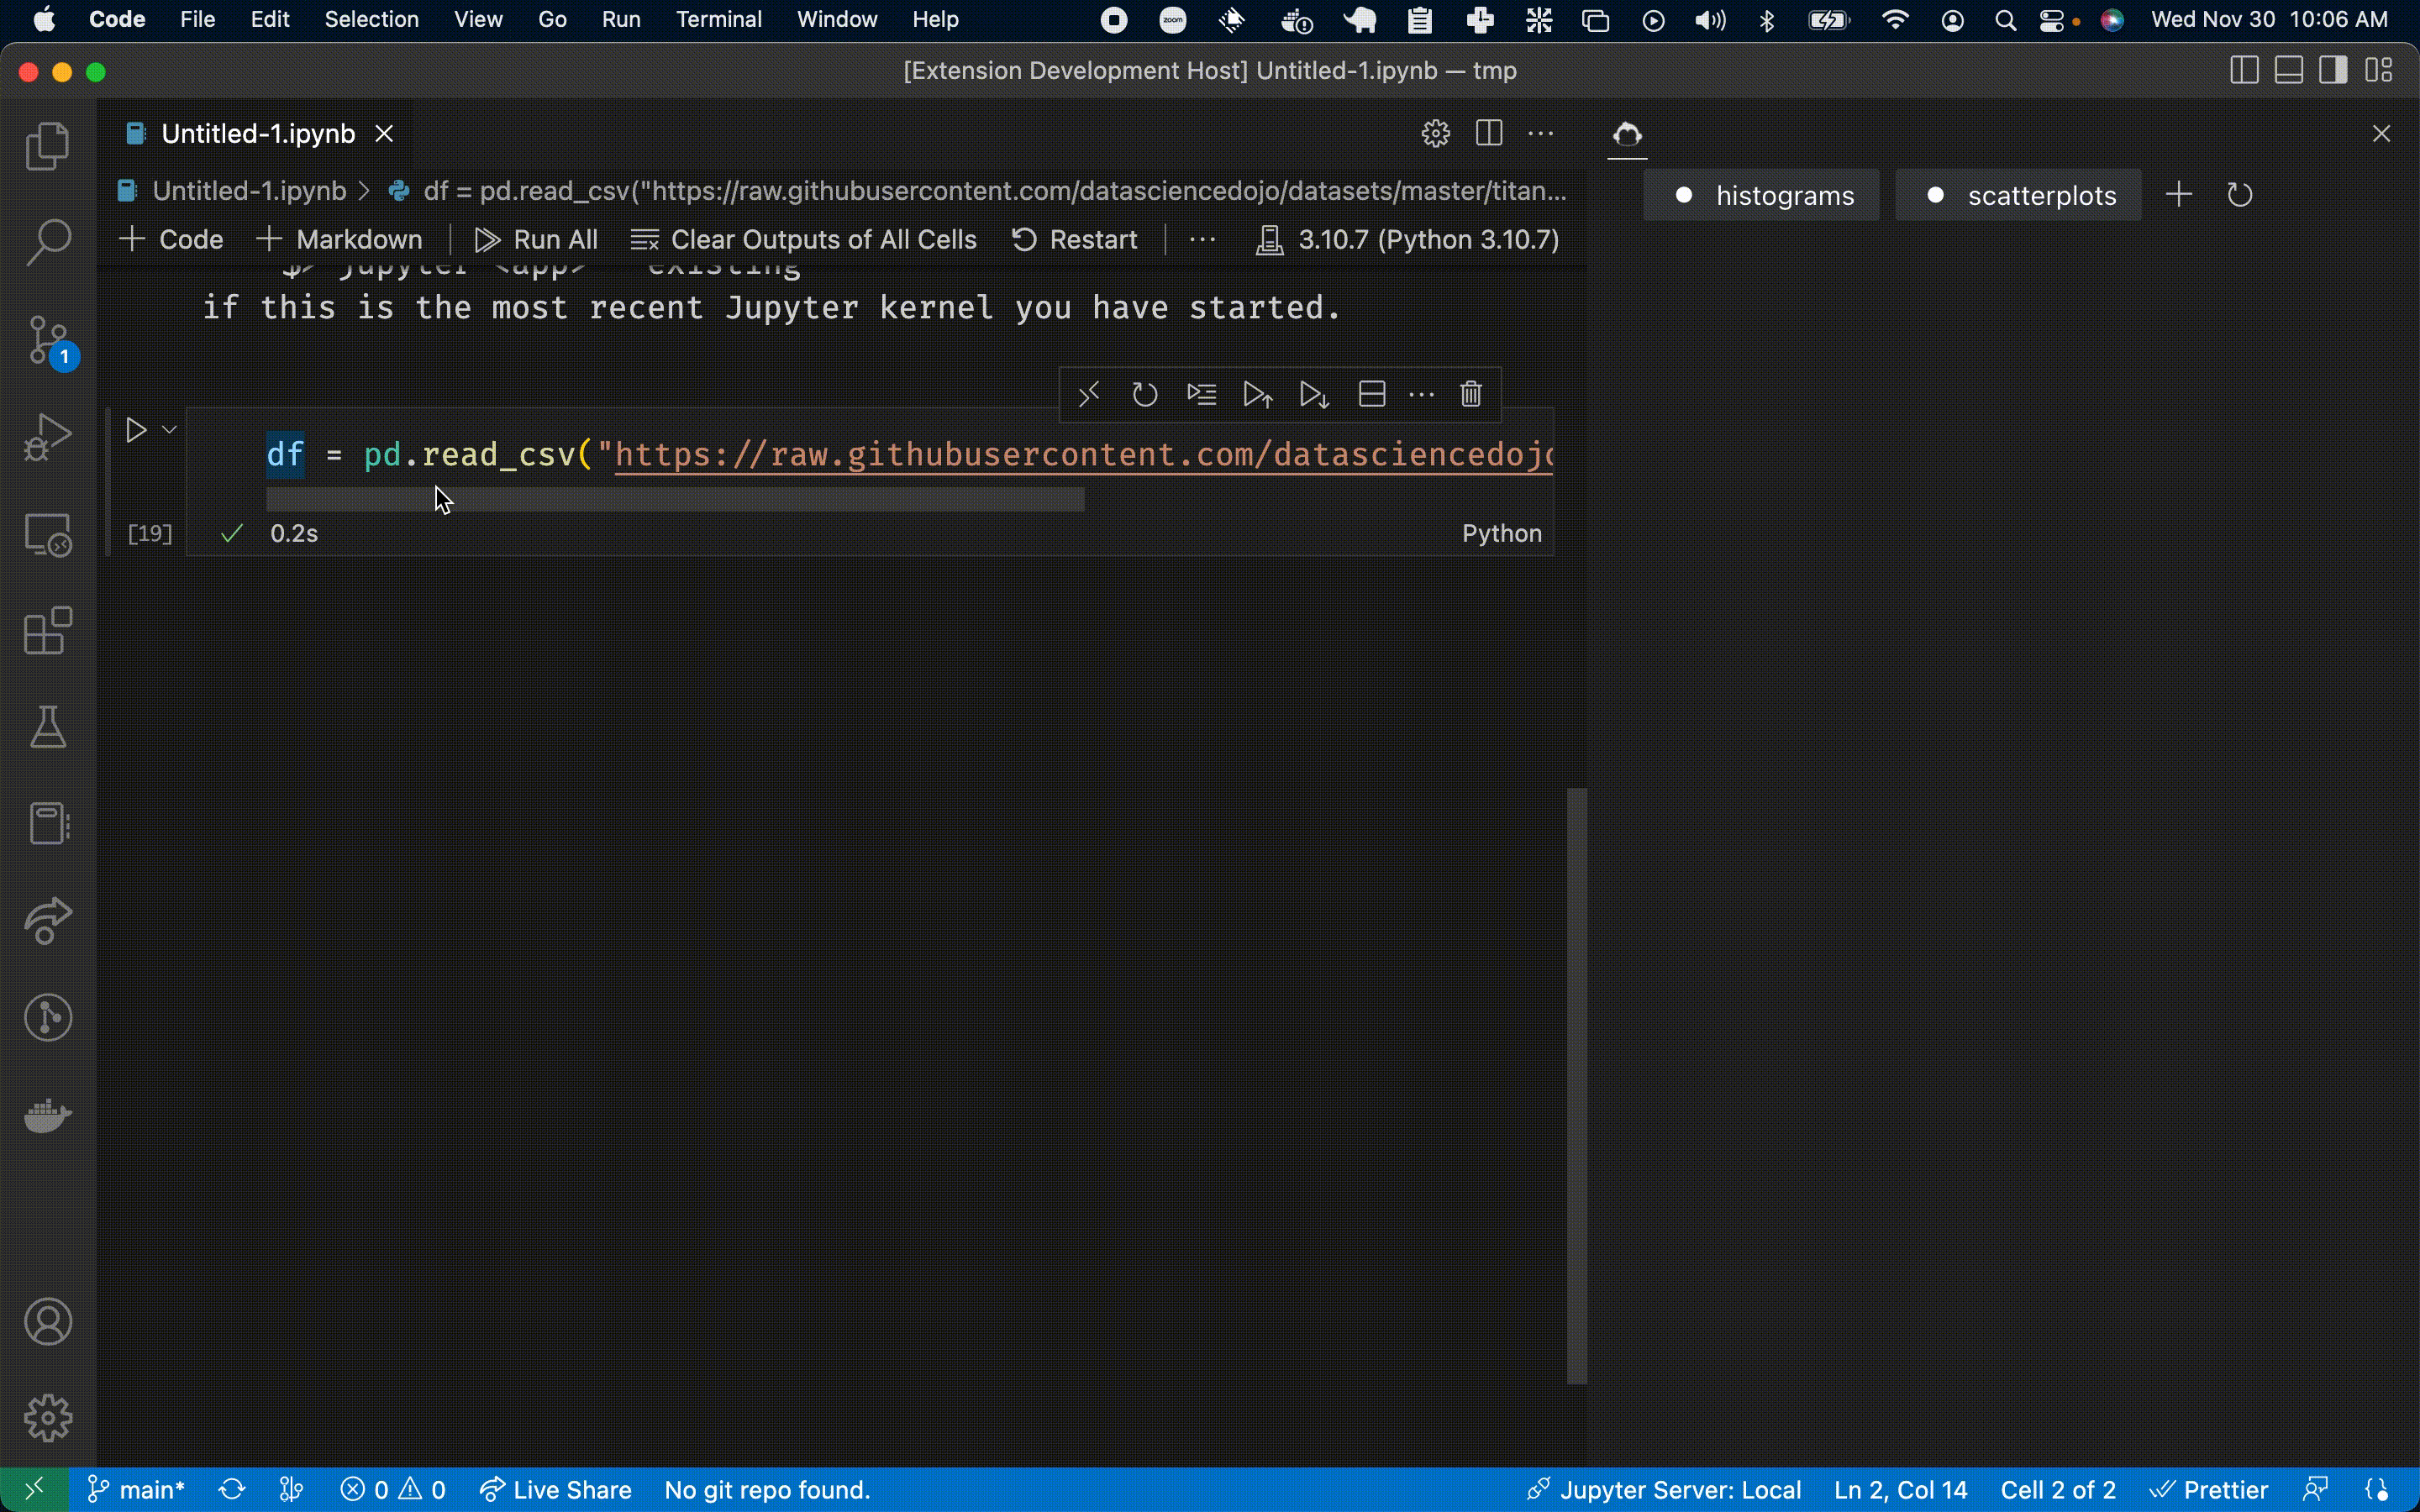 Code File Edit Selection View Go Run Terminal Window Help zoom Wed Nov 30 10:06 AM
[Extension Development Host] Untitled-1.ipynb — tmp
Untitled-1.ipynb
Untitled-1.ipynb > df = pd.read_csv("https://raw.githubusercontent.com/datasciencedojo/datasets/master/titan...
histograms scatterplots
+ Code + Markdown Run All Clear Outputs of All Cells Restart ... 3.10.7 (Python 3.10.7)
$> jupyter <app> --existing
if this is the most recent Jupyter kernel you have started.
df = pd.read_csv("https://raw.githubusercontent.com/datasciencedojo
[19] 0.2s Python
1
main* 0 0 Live Share No git repo found. Jupyter Server: Local Ln 2, Col 14 Cell 2 of 2 Prettier